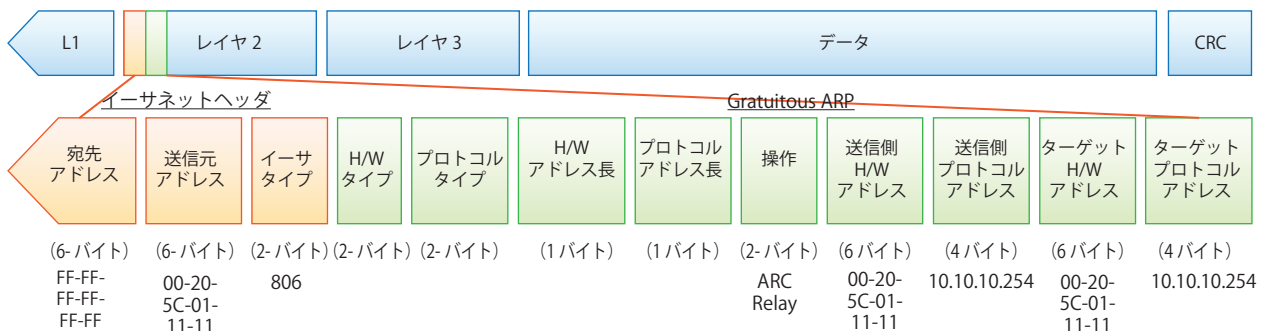 L1
レイヤ 2
レイヤ 3
データ
CRC
イーサネットヘッダ
Gratuitous ARP
宛先
アドレス
送信元
アドレス
イーサ
タイプ
H/W
タイプ
プロトコル
タイプ
H/W
アドレス長
プロトコル
アドレス長
操作
送信側
H/W
アドレス
送信側
プロトコル
アドレス
ターゲット
H/W
アドレス
ターゲット
プロトコル
アドレス
(6- バイト)
(6- バイト)
(2- バイト)
(2- バイト)
(2- バイト)
(1 バイト)
(1 バイト)
(2- バイト)
(6 バイト)
(4 バイト)
(6 バイト)
(4 バイト)
FF-FF-
FF-FF-
FF-FF
00-20-
5C-01-
11-11
806
ARC
Relay
00-20-
5C-01-
11-11
10.10.10.254
00-20-
5C-01-
11-11
10.10.10.254